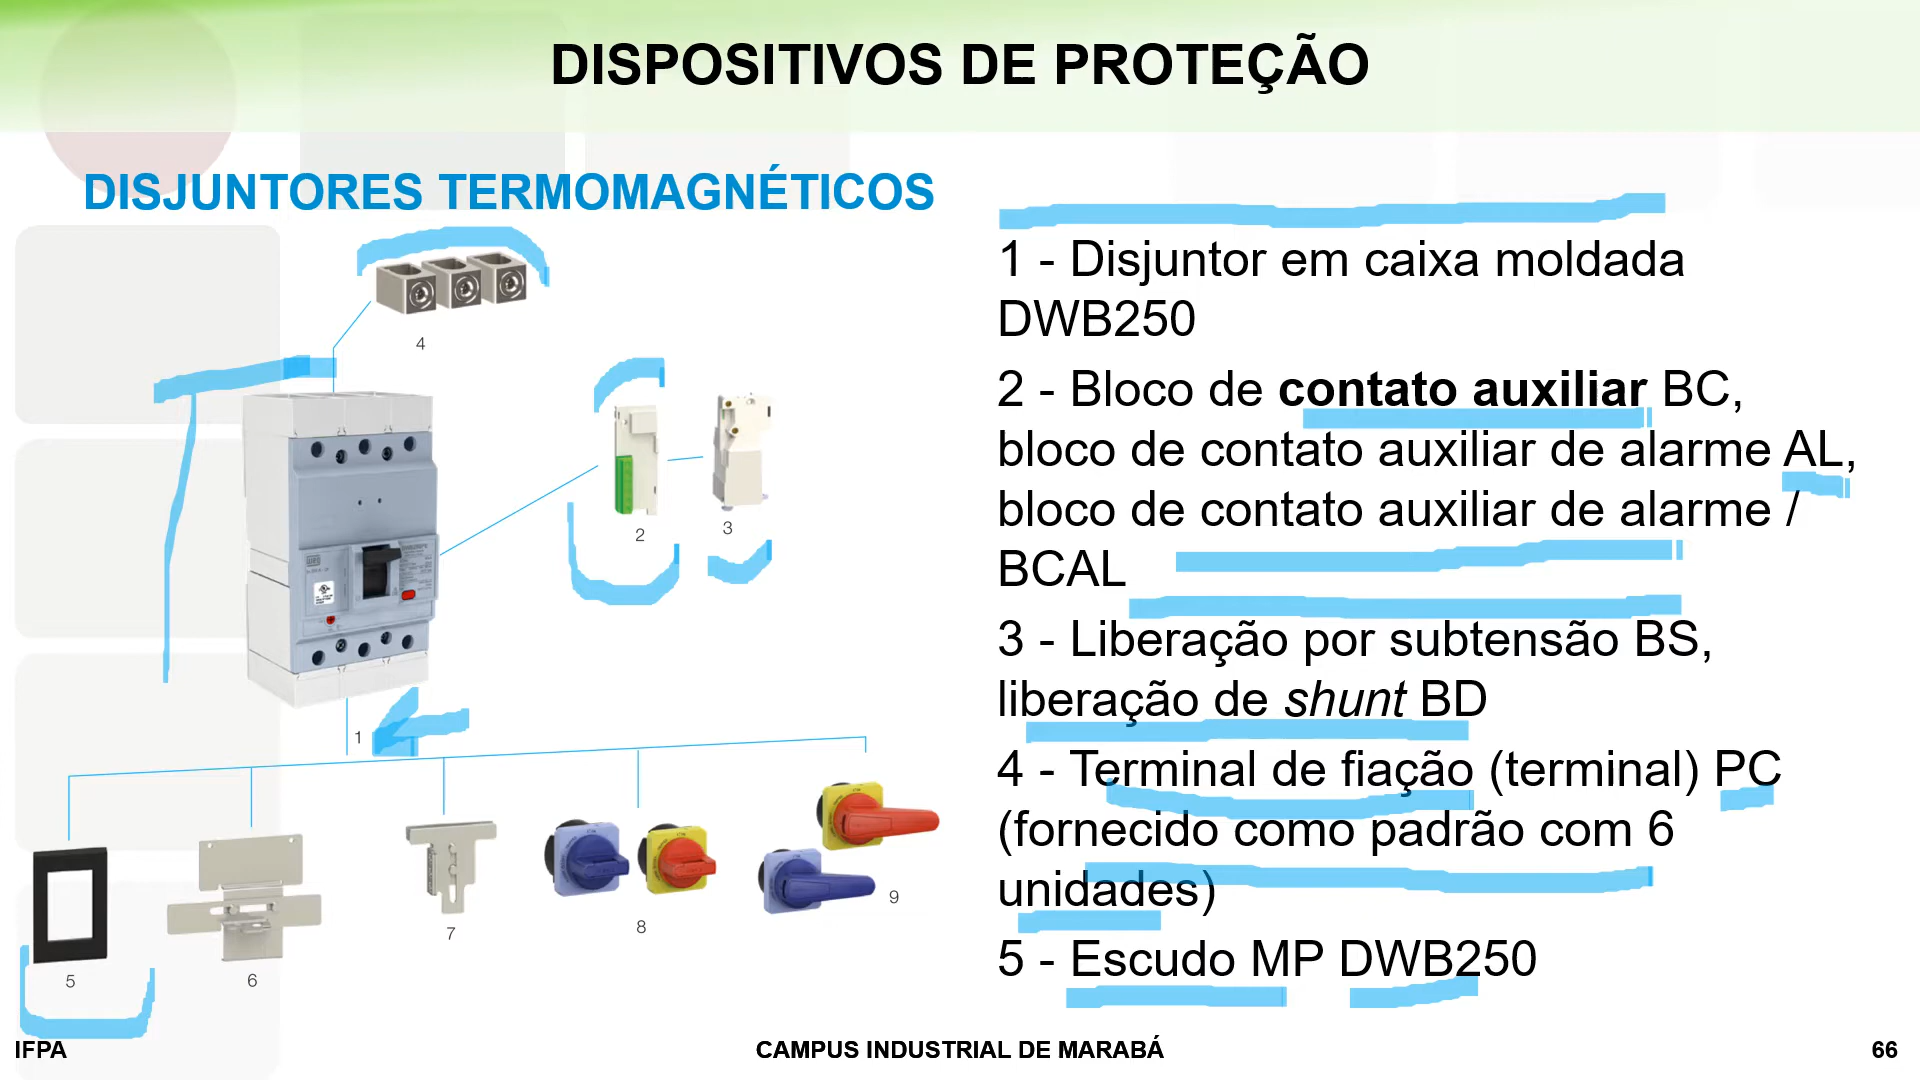 DISPOSITIVOS DE PROTEÇÃO
DISJUNTORES TERMOMAGNÉTICOS
4
2
3
1
5
6
7
8
9
1 - Disjuntor em caixa moldada
DWB250
2 - Bloco de contato auxiliar BC,
bloco de contato auxiliar de alarme AL,
bloco de contato auxiliar de alarme /
BCAL
3 - Liberação por subtensão BS,
liberação de shunt BD
4 - Terminal de fiação (terminal) PC
(fornecido como padrão com 6
unidades)
5 - Escudo MP DWB250
IFPA
CAMPUS INDUSTRIAL DE MARABÁ
66